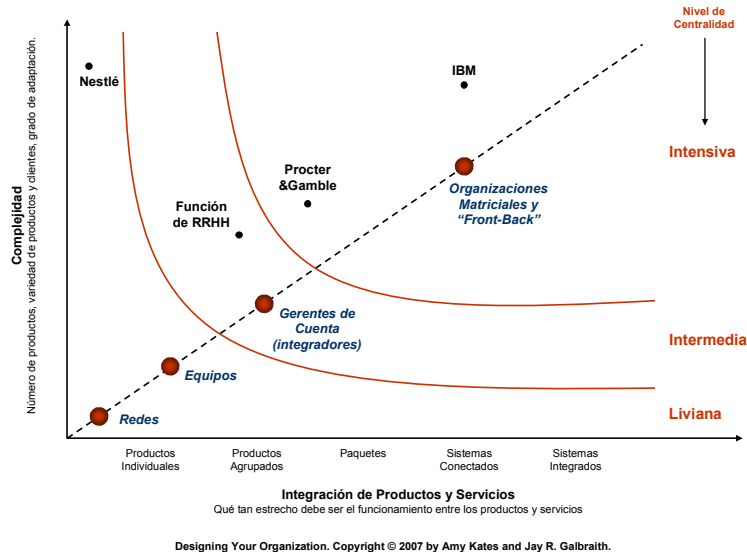 Nivel de
Centralidad
IBM
Nestlé
Intensiva
Procter
&Gamble
Organizaciones
Matriciales y
“Front-Back”
Función
de RRHH
Complejidad
Número de productos, variedad de productos y clientes, grado de adaptación.
Gerentes de
Cuenta
(integradores)
Intermedia
Equipos
Redes
Liviana
Productos
Individuales
Productos
Agrupados
Paquetes
Sistemas
Conectados
Sistemas
Integrados
Integración de Productos y Servicios
Qué tan estrecho debe ser el funcionamiento entre los productos y servicios
Designing Your Organization. Copyright © 2007 by Amy Kates and Jay R. Galbraith.